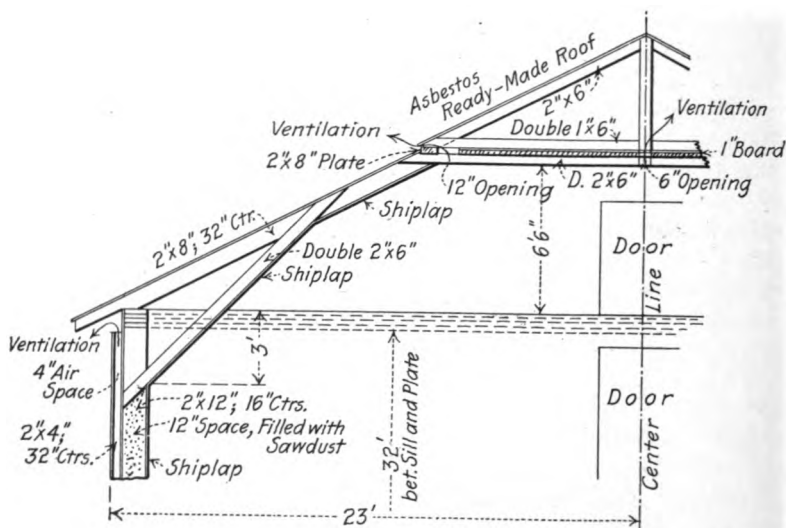 Asbestos
Ready-Made Roof
2"x6"
Ventilation
Ventilation
Double 1"x6"
2"x8" Plate
1" Board
12" Opening
D. 2"x6"
6" Opening
Shiplap
2"x8"; 32" Ctr.
Double 2"x6"
Shiplap
6'6"
Door
Line
Ventilation
4" Air
Space
3'
2"x12"; 16" Ctrs.
12" Space, Filled with
Sawdust
2"x4";
32" Ctrs.
Shiplap
32'
bet. Sill and Plate
Door
Center
23'